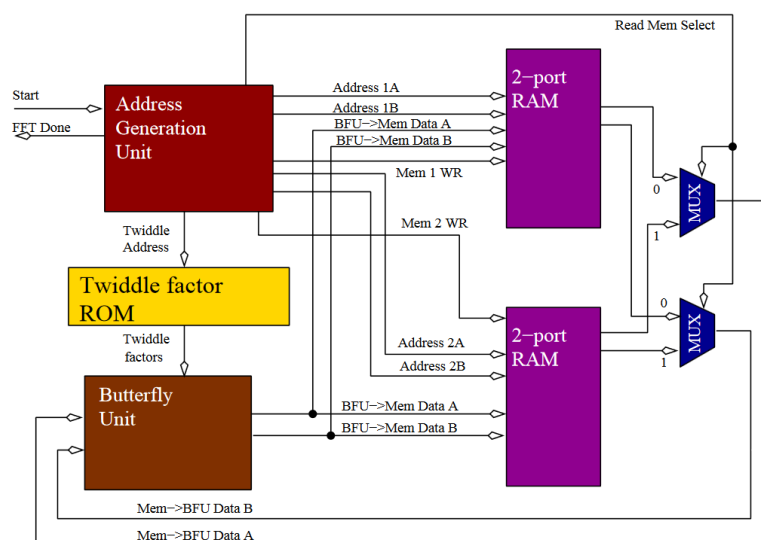 Read Mem Select
Address
Generation
Unit
Start
FFT Done
Address 1A
Address 1B
BFU->Mem Data A
BFU->Mem Data B
Mem 1 WR
Mem 2 WR
2-port
RAM
0
1
MUX
Twiddle
Address
Twiddle factor
ROM
Twiddle
factors
Address 2A
Address 2B
2-port
RAM
0
1
MUX
Butterfly
Unit
BFU->Mem Data A
BFU->Mem Data B
Mem->BFU Data B
Mem->BFU Data A